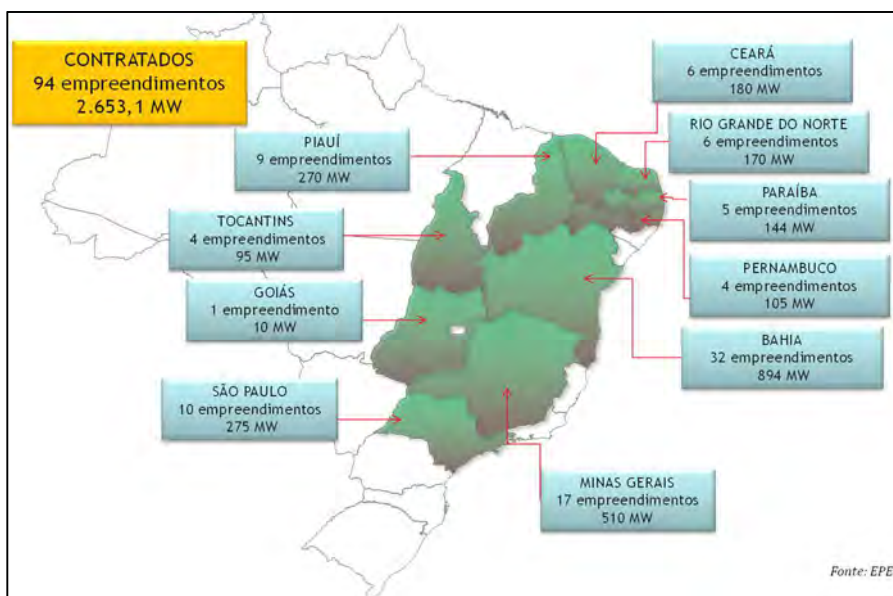 CONTRATADOS
94 empreendimentos
2.653,1 MW
CEARÁ
6 empreendimentos
180 MW
RIO GRANDE DO NORTE
6 empreendimentos
170 MW
PIAUÍ
9 empreendimentos
270 MW
PARAÍBA
5 empreendimentos
144 MW
TOCANTINS
4 empreendimentos
95 MW
PERNAMBUCO
4 empreendimentos
105 MW
GOIÁS
1 empreendimento
10 MW
BAHIA
32 empreendimentos
894 MW
SÃO PAULO
10 empreendimentos
275 MW
MINAS GERAIS
17 empreendimentos
510 MW
Fonte: EPE